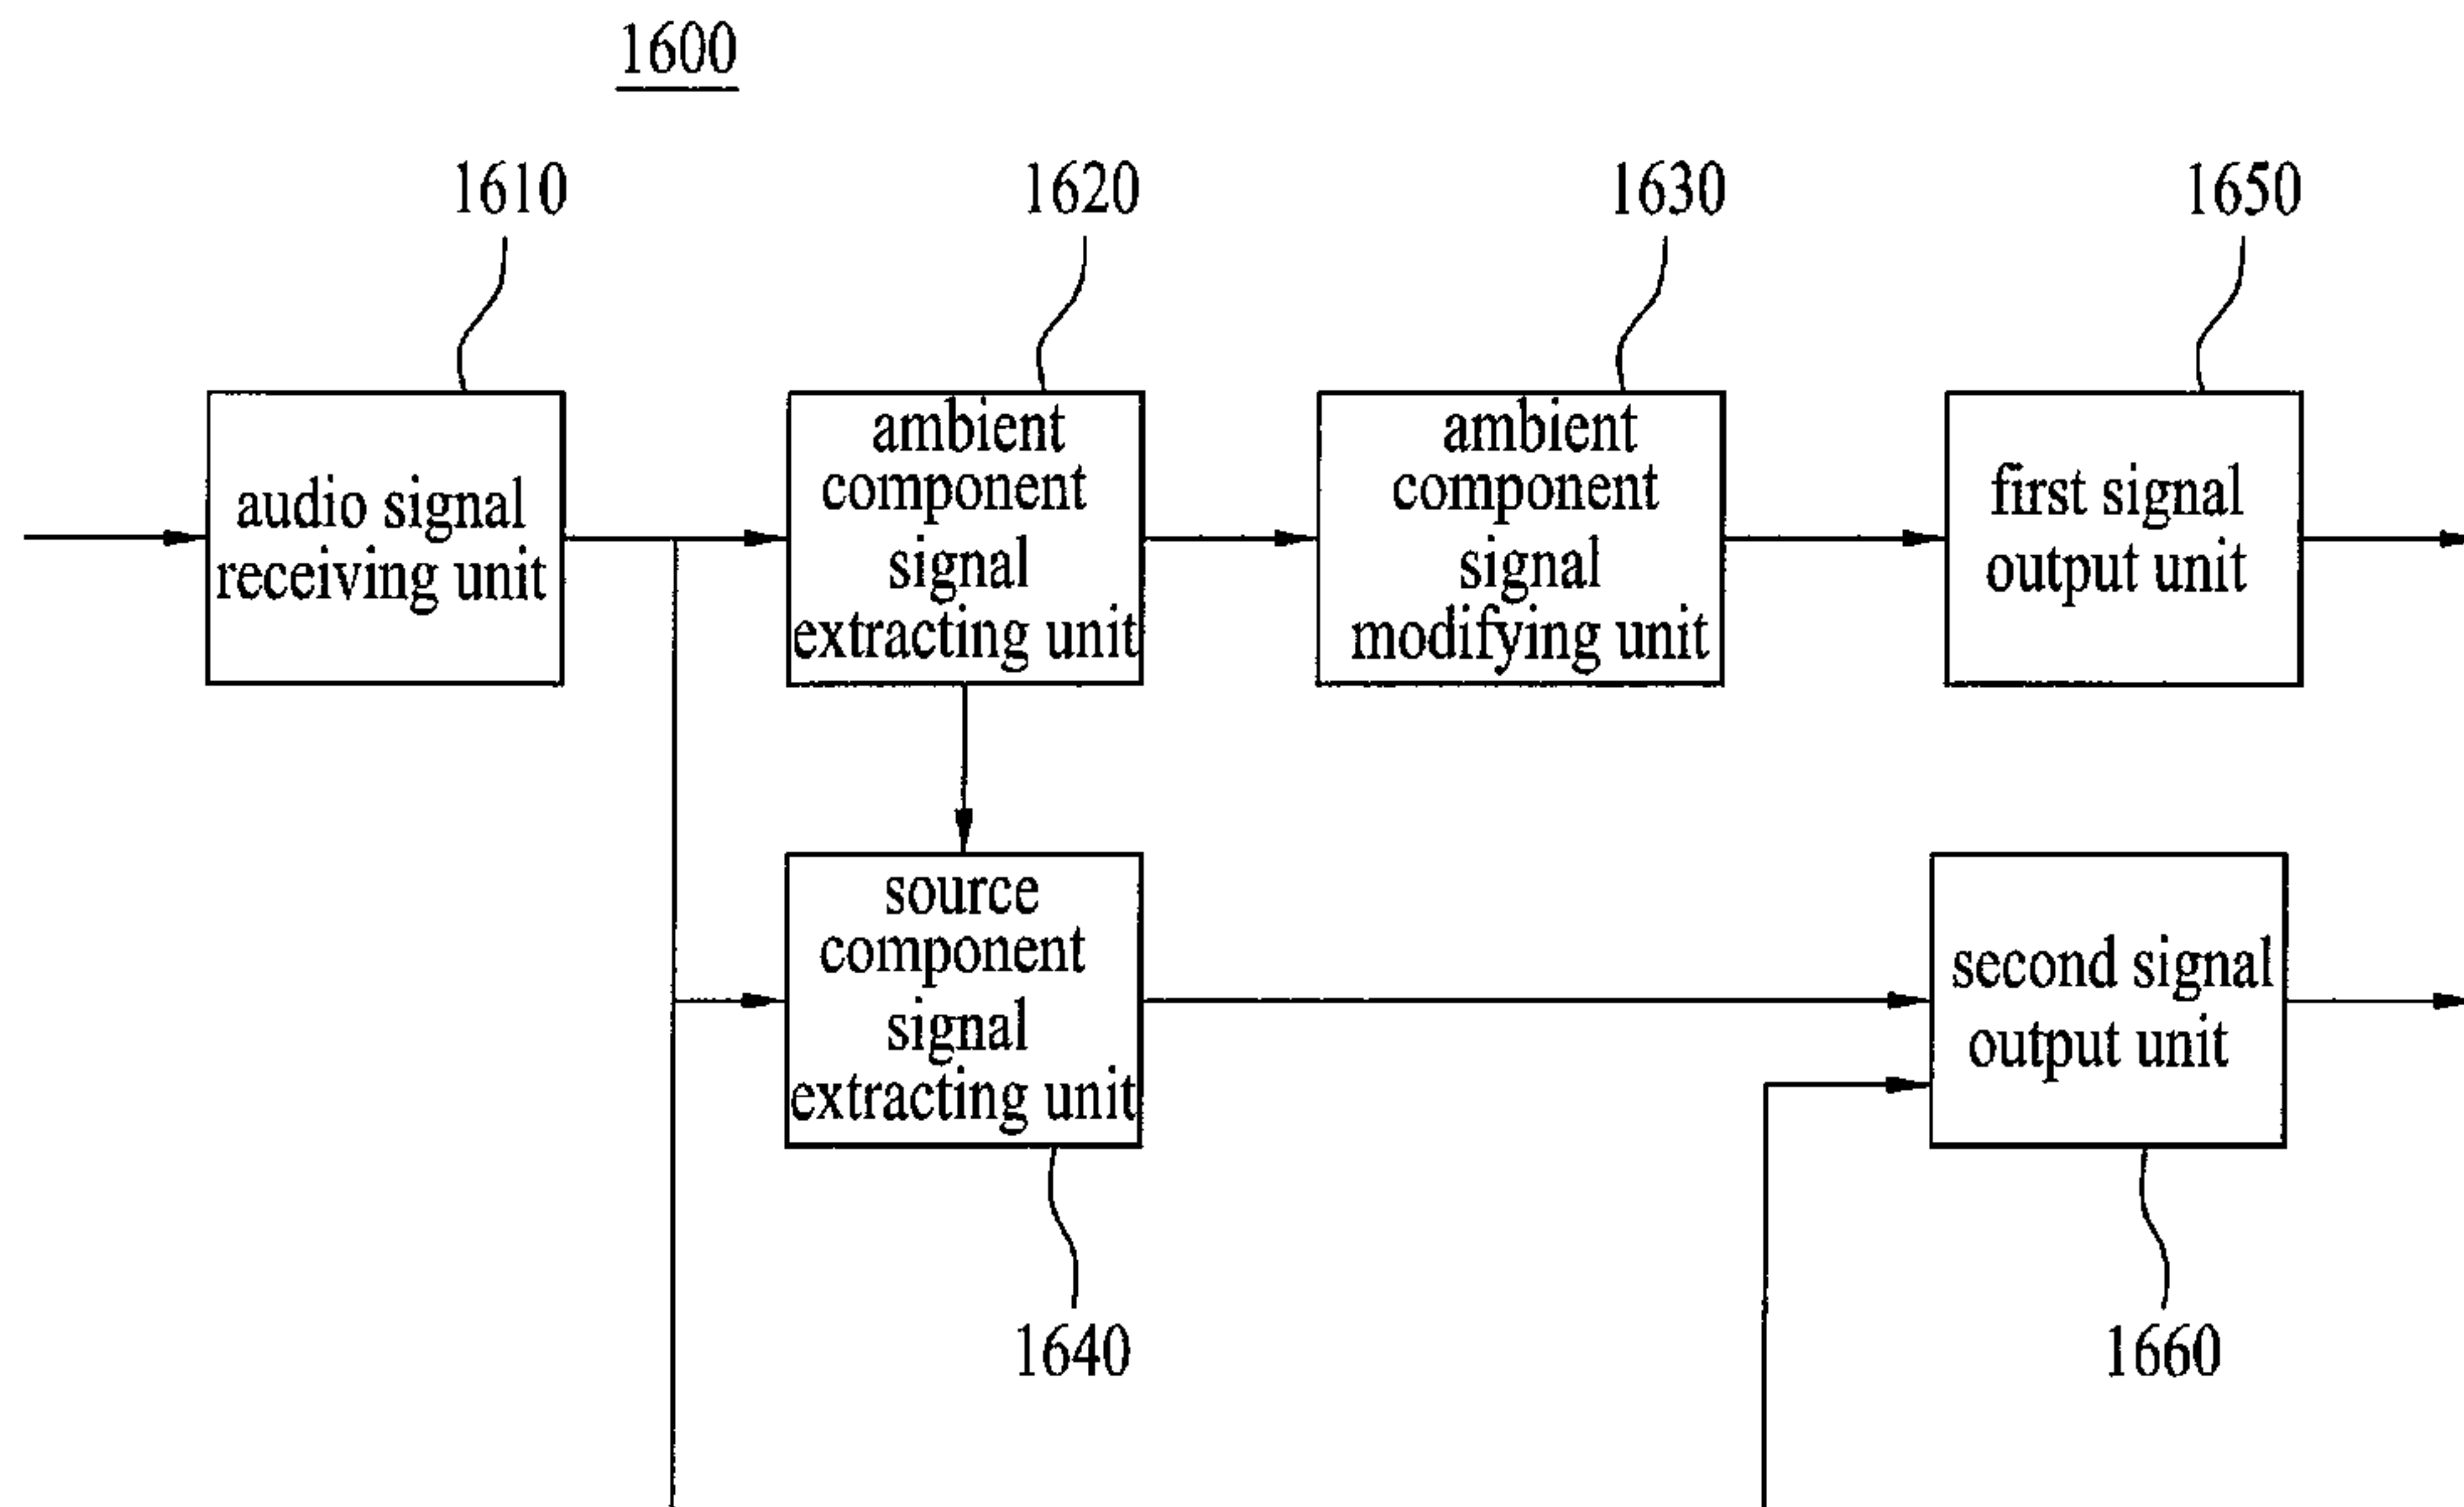 1600
1610
1620
1630
1650
audio signal
receiving unit
ambient
component
signal
extracting unit
ambient
component
signal
modifying unit
first signal
output unit
source
component
signal
extracting unit
second signal
output unit
1640
1660